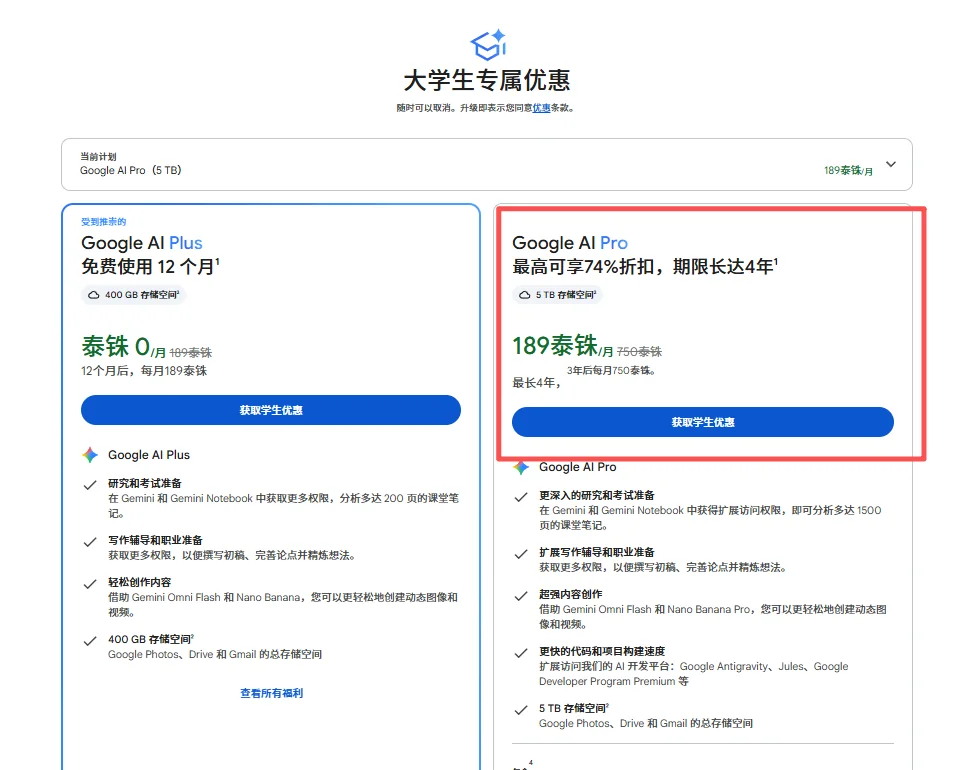 大学生专属优惠
随时可以取消。升级即表示您同意优惠条款。
当前计划
Google AI Pro（5 TB）
189泰铢/月
受到推崇的
Google AI Plus
免费使用 12 个月¹
400 GB 存储空间²
泰铢 0/月 189泰铢
12个月后，每月189泰铢
获取学生优惠
Google AI Plus
研究和考试准备
在 Gemini 和 Gemini Notebook 中获取更多权限，分析多达 200 页的课堂笔
记。
写作辅导和职业准备
获取更多权限，以便撰写初稿、完善论点并精炼想法。
轻松创作内容
借助 Gemini Omni Flash 和 Nano Banana，您可以更轻松地创建动态图像和
视频。
400 GB 存储空间²
Google Photos、Drive 和 Gmail 的总存储空间
查看所有福利
Google AI Pro
最高可享74%折扣，期限长达4年¹
5 TB 存储空间²
189泰铢/月 750泰铢
3年后每月750泰铢。
最长4年，
获取学生优惠
Google AI Pro
更深入的研究和考试准备
在 Gemini 和 Gemini Notebook 中获得扩展访问权限，即可分析多达 1500
页的课堂笔记。
扩展写作辅导和职业准备
获取更多权限，以便撰写初稿、完善论点并精炼想法。
超强内容创作
借助 Gemini Omni Flash 和 Nano Banana Pro，您可以更轻松地创建动态图
像和视频。
更快的代码和项目构建速度
扩展访问我们的 AI 开发平台：Google Antigravity、Jules、Google
Developer Program Premium 等
5 TB 存储空间²
Google Photos、Drive 和 Gmail 的总存储空间
4